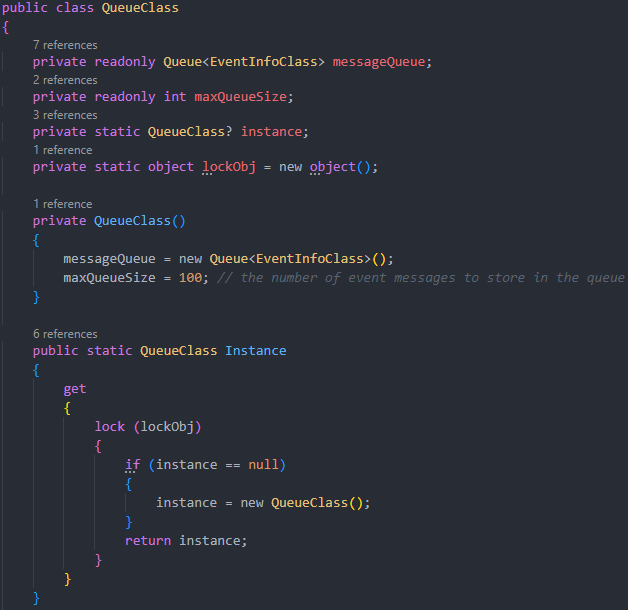 public class QueueClass
{
7 references
private readonly Queue<EventInfoClass> messageQueue;
2 references
private readonly int maxQueueSize;
3 references
private static QueueClass? instance;
1 reference
private static object lockObj = new object();
1 reference
private QueueClass()
{
messageQueue = new Queue<EventInfoClass>();
maxQueueSize = 100; // the number of event messages to store in the queue
}
6 references
public static QueueClass Instance
{
get
{
lock (lockObj)
{
if (instance == null)
{
instance = new QueueClass();
}
return instance;
}
}
}